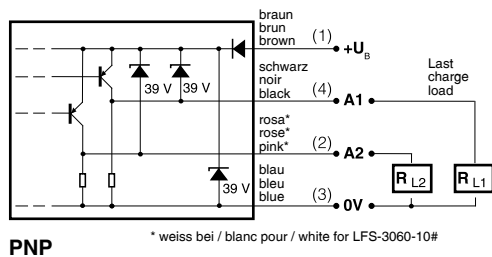 braun
brun
brown
(1)
+UB
schwarz
noir
black
(4)
A1
Last
charge
load
39 V
39 V
rosa*
rose*
pink*
(2)
A2
39 V
blau
bleu
blue
(3)
0V
R L2
R L1
* weiss bei / blanc pour / white for LFS-3060-10#
PNP